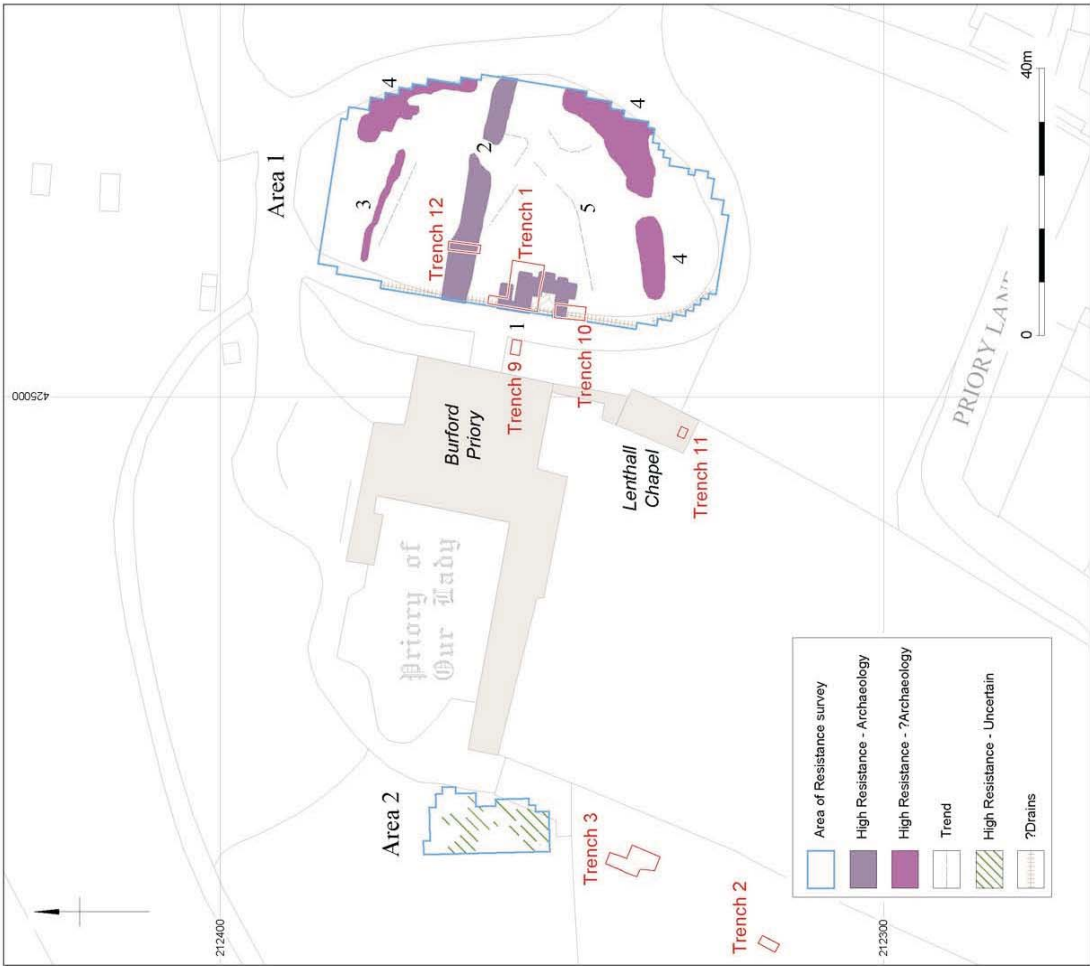 Area 1
4
3
2
4
5
4
1
Trench 12
Trench 1
Trench 10
Trench 9
425000
Burford
Priory
Lenthall
Chapel
Trench 11
Priory of
Our Lady
PRIORY LAN
0
40m
Area 2
Trench 3
Trench 2
212400
212300
Area of Resistance survey
High Resistance - Archaeology
High Resistance - ?Archaeology
Trend
High Resistance - Uncertain
?Drains